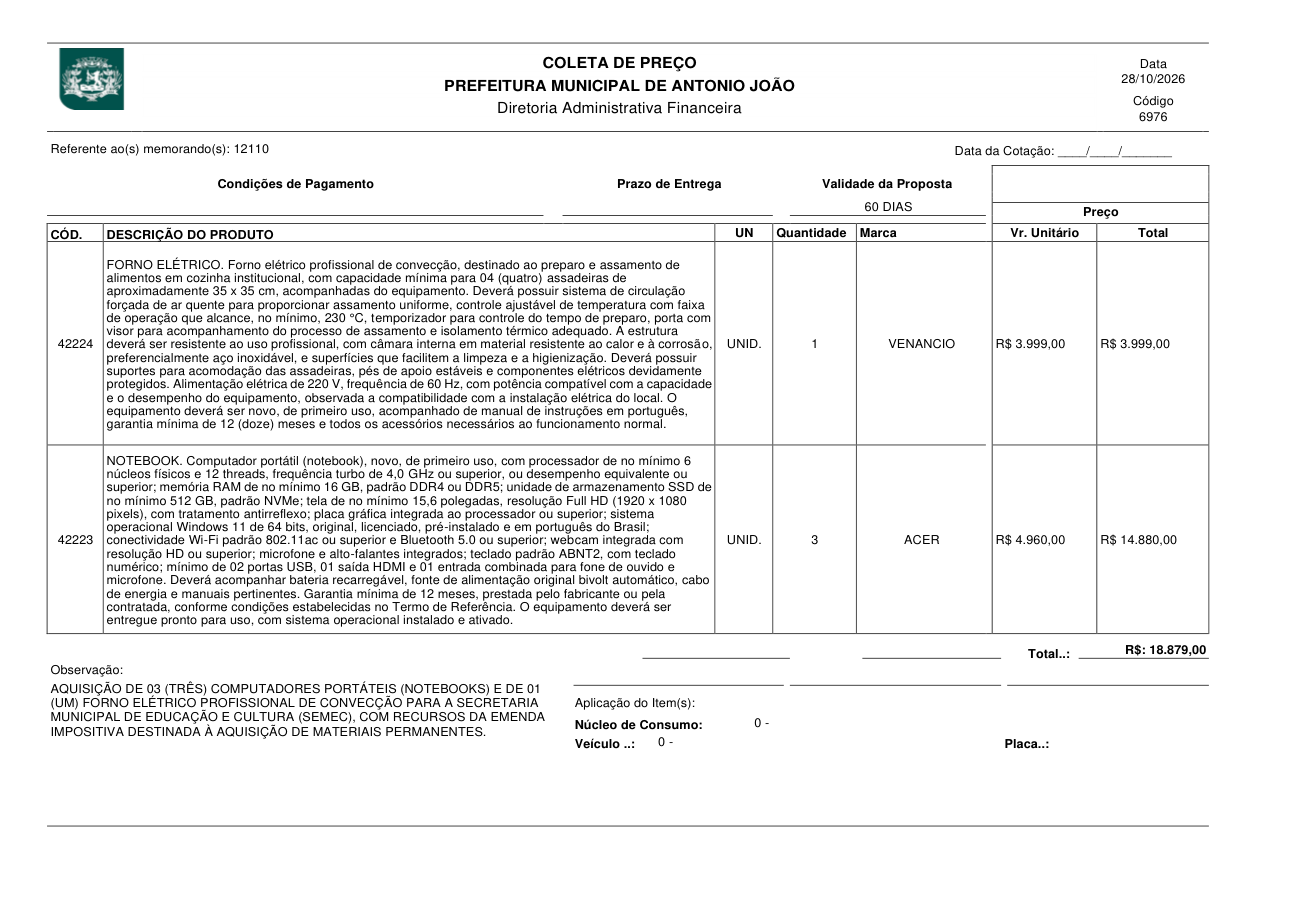 COLETA DE PREÇO
PREFEITURA MUNICIPAL DE ANTONIO JOÃO
Diretoria Administrativa Financeira
Data
28/10/2026
Código
6976
Referente ao(s) memorando(s): 12110
Data da Cotação: ____/____/_______
Condições de Pagamento
Prazo de Entrega
Validade da Proposta
60 DIAS
Preço
CÓD. DESCRIÇÃO DO PRODUTO UN Quantidade Marca Vr. Unitário Total
FORNO ELÉTRICO. Forno elétrico profissional de convecção, destinado ao preparo e assamento de
alimentos em cozinha institucional, com capacidade mínima para 04 (quatro) assadeiras de
aproximadamente 35 x 35 cm, acompanhadas do equipamento. Deverá possuir sistema de circulação
forçada de ar quente para proporcionar assamento uniforme, controle ajustável de temperatura com faixa
de operação que alcance, no mínimo, 230 °C, temporizador para controle do tempo de preparo, porta com
visor para acompanhamento do processo de assamento e isolamento térmico adequado. A estrutura
deverá ser resistente ao uso profissional, com câmara interna em material resistente ao calor e à corrosão,
preferencialmente aço inoxidável, e superfícies que facilitem a limpeza e a higienização. Deverá possuir
suportes para acomodação das assadeiras, pés de apoio estáveis e componentes elétricos devidamente
protegidos. Alimentação elétrica de 220 V, frequência de 60 Hz, com potência compatível com a capacidade
e o desempenho do equipamento, observada a compatibilidade com a instalação elétrica do local. O
equipamento deverá ser novo, de primeiro uso, acompanhado de manual de instruções em português,
garantia mínima de 12 (doze) meses e todos os acessórios necessários ao funcionamento normal.
42224 UNID. 1 VENANCIO R$ 3.999,00 R$ 3.999,00
NOTEBOOK. Computador portátil (notebook), novo, de primeiro uso, com processador de no mínimo 6
núcleos físicos e 12 threads, frequência turbo de 4,0 GHz ou superior, ou desempenho equivalente ou
superior; memória RAM de no mínimo 16 GB, padrão DDR4 ou DDR5; unidade de armazenamento SSD de
no mínimo 512 GB, padrão NVMe; tela de no mínimo 15,6 polegadas, resolução Full HD (1920 x 1080
pixels), com tratamento antirreflexo; placa gráfica integrada ao processador ou superior; sistema
operacional Windows 11 de 64 bits, original, licenciado, pré-instalado e em português do Brasil;
conectividade Wi-Fi padrão 802.11ac ou superior e Bluetooth 5.0 ou superior; webcam integrada com
resolução HD ou superior; microfone e alto-falantes integrados; teclado padrão ABNT2, com teclado
numérico; mínimo de 02 portas USB, 01 saída HDMI e 01 entrada combinada para fone de ouvido e
microfone. Deverá acompanhar bateria recarregável, fonte de alimentação original bivolt automático, cabo
de energia e manuais pertinentes. Garantia mínima de 12 meses, prestada pelo fabricante ou pela
contratada, conforme condições estabelecidas no Termo de Referência. O equipamento deverá ser
entregue pronto para uso, com sistema operacional instalado e ativado.
42223 UNID. 3 ACER R$ 4.960,00 R$ 14.880,00
Total..: R$: 18.879,00
Observação:
AQUISIÇÃO DE 03 (TRÊS) COMPUTADORES PORTÁTEIS (NOTEBOOKS) E DE 01
(UM) FORNO ELÉTRICO PROFISSIONAL DE CONVECÇÃO PARA A SECRETARIA
MUNICIPAL DE EDUCAÇÃO E CULTURA (SEMEC), COM RECURSOS DA EMENDA
IMPOSITIVA DESTINADA À AQUISIÇÃO DE MATERIAIS PERMANENTES.
Aplicação do Item(s):
Núcleo de Consumo: 0 -
Veículo ..: 0 - Placa..: